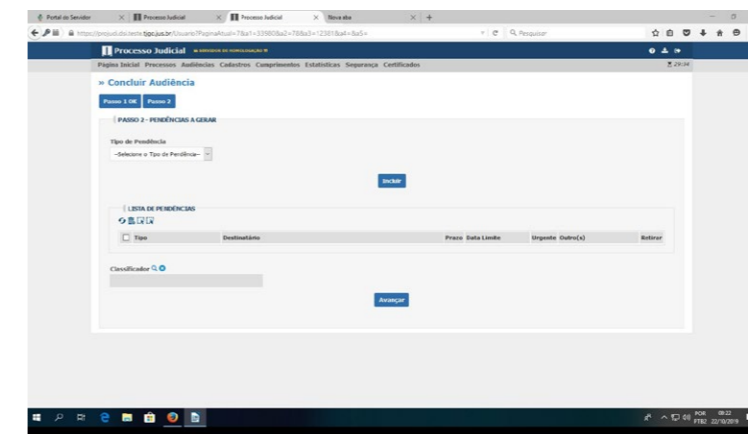 Portal do Servidor
Processo Judicial
Processo Judicial
Nova aba
Pesquisar
Processo Judicial
Página Inicial Processos Audiências Cadastros Cumprimentos Estatísticas Segurança Certificados
29:34
» Concluir Audiência
Passo 1 OK
Passo 2
PASSO 2 - PENDÊNCIAS A GERAR
Tipo de Pendência
--Selecione o Tipo de Pendência--
Incluir
LISTA DE PENDÊNCIAS
Tipo Destinatário Prazo Data Limite Urgente Outro(s) Retirar
Classificador
Avançar
POR 08:22
PTB2 22/10/2019